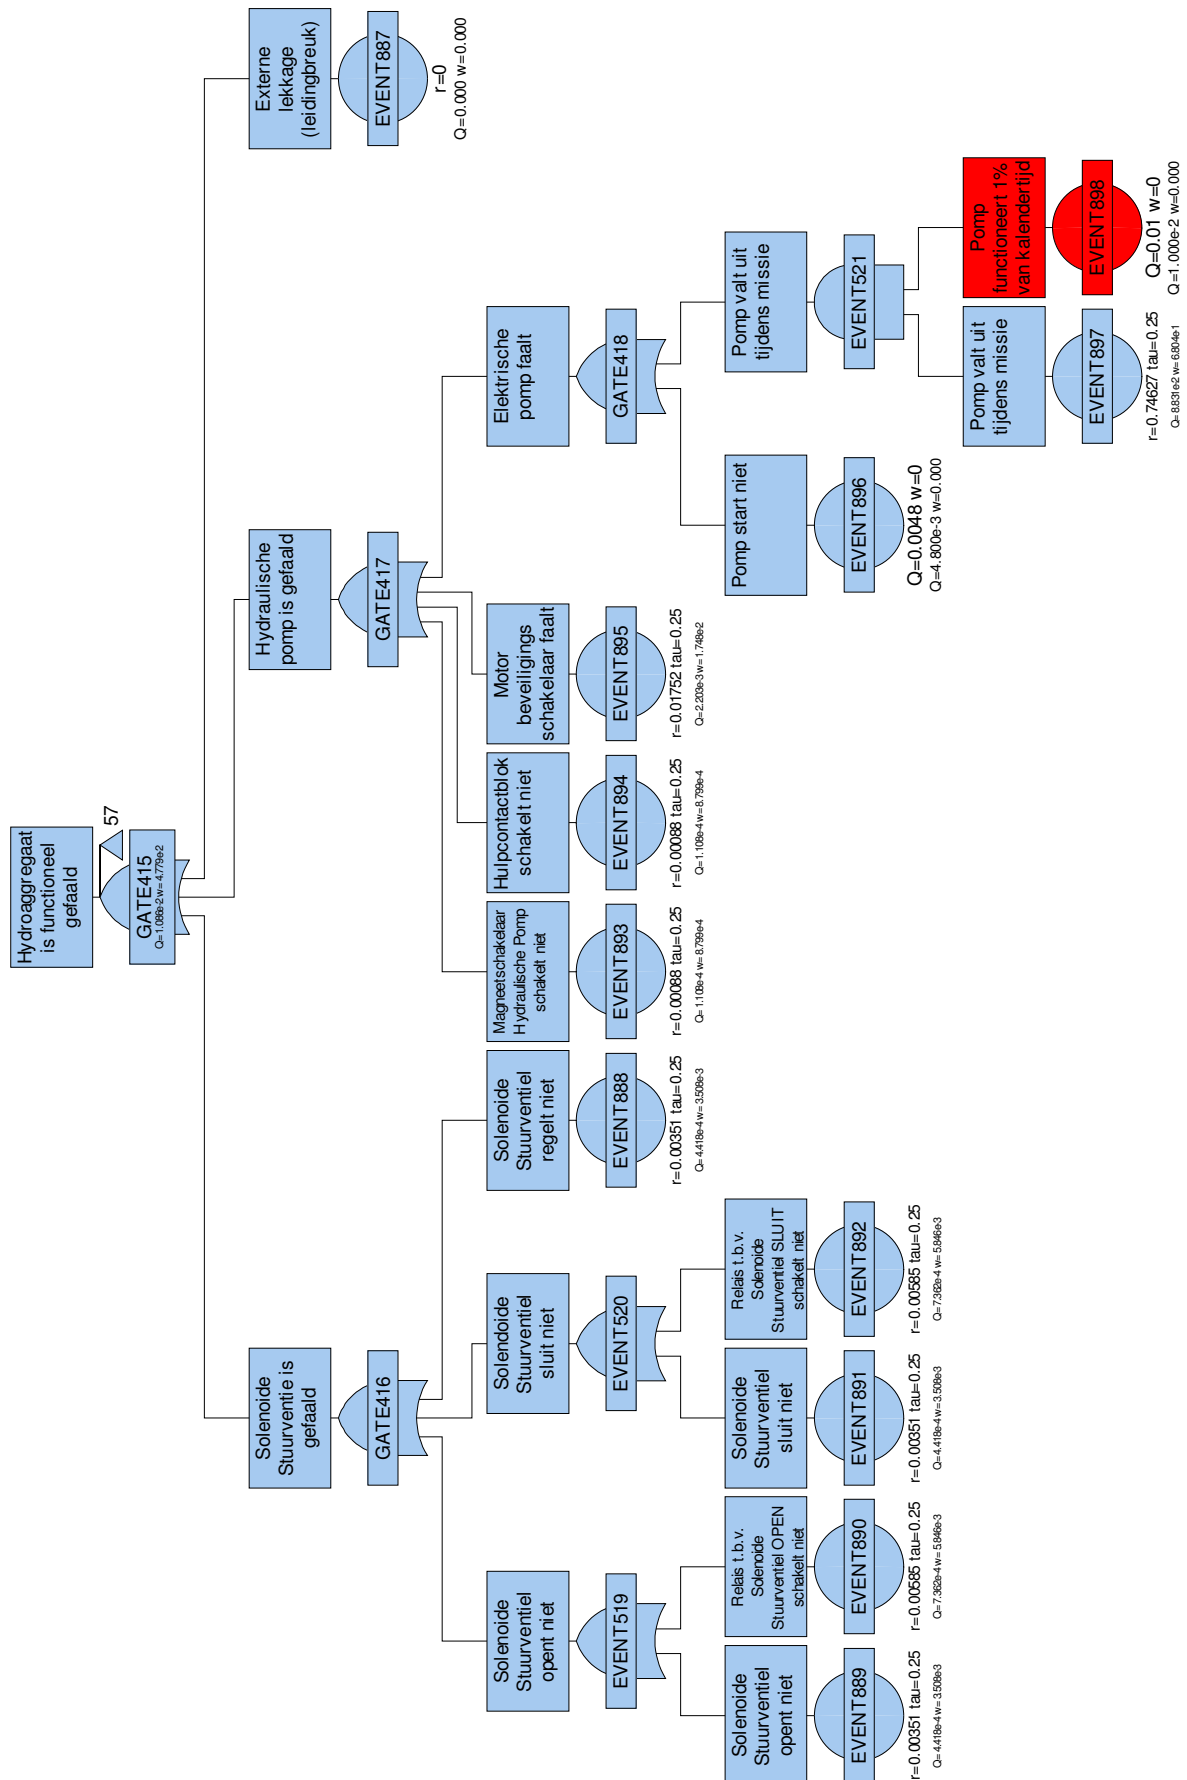 Hydroaggregaat
is functioneel
gefaald
57
GATE415
Q=1.086e-2 w=4.779e-2
Solenoide
Stuurventie is
gefaald
GATE416
Hydraulische
pomp is gefaald
GATE417
Externe
lekkage
(leidingbreuk)
EVENT887
r=0
Q=0.000 w=0.000
Solenoide
Stuurventiel
opent niet
EVENT519
Solendoide
Stuurventiel
sluit niet
EVENT520
Solenoide
Stuurventiel
regelt niet
EVENT888
r=0.00351 tau=0.25
Q=4.418e-4 w=3.508e-3
Magneetschakelaar
Hydraulische Pomp
schakelt niet
EVENT893
r=0.00088 tau=0.25
Q=1.108e-4 w=8.799e-4
Hulpcontactblok
schakelt niet
EVENT894
r=0.00088 tau=0.25
Q=1.108e-4 w=8.799e-4
Motor
beveiligings
schakelaar faalt
EVENT895
r=0.01752 tau=0.25
Q=2.203e-3 w=1.748e-2
Elektrische
pomp faalt
GATE418
Solenoide
Stuurventiel
opent niet
EVENT889
r=0.00351 tau=0.25
Q=4.418e-4 w=3.508e-3
Relais t.b.v.
Solenoide
Stuurventiel OPEN
schakelt niet
EVENT890
r=0.00585 tau=0.25
Q=7.362e-4 w=5.846e-3
Solenoide
Stuurventiel
sluit niet
EVENT891
r=0.00351 tau=0.25
Q=4.418e-4 w=3.508e-3
Relais t.b.v.
Solenoide
Stuurventiel SLUIT
schakelt niet
EVENT892
r=0.00585 tau=0.25
Q=7.362e-4 w=5.846e-3
Pomp start niet
EVENT896
Q=0.0048 w=0
Q=4.800e-3 w=0.000
Pomp valt uit
tijdens missie
EVENT521
Pomp valt uit
tijdens missie
EVENT897
r=0.74627 tau=0.25
Q=8.831e-2 w=6.804e-1
Pomp
functioneert 1%
van kalendertijd
EVENT898
Q=0.01 w=0
Q=1.000e-2 w=0.000